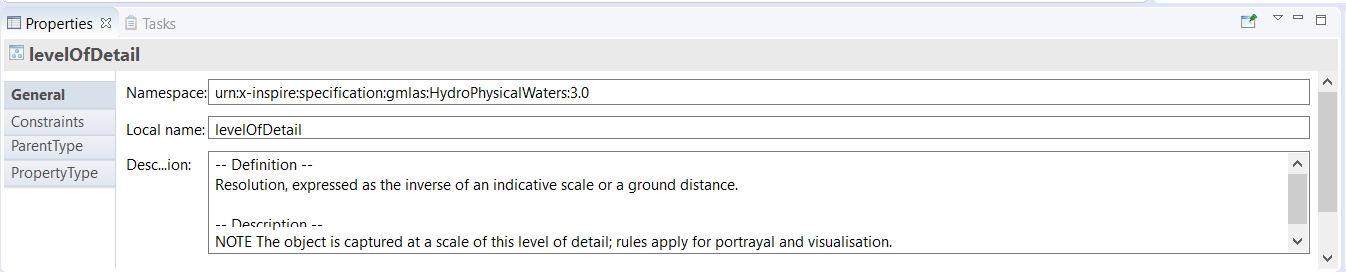 Properties
Tasks
levelOfDetail
General
Constraints
ParentType
PropertyType
Namespace: urn:x-inspire:specification:gmlas:HydroPhysicalWaters:3.0
Local name: levelOfDetail
Desc...ion: -- Definition --
Resolution, expressed as the inverse of an indicative scale or a ground distance.
-- Description --
NOTE The object is captured at a scale of this level of detail; rules apply for portrayal and visualisation.